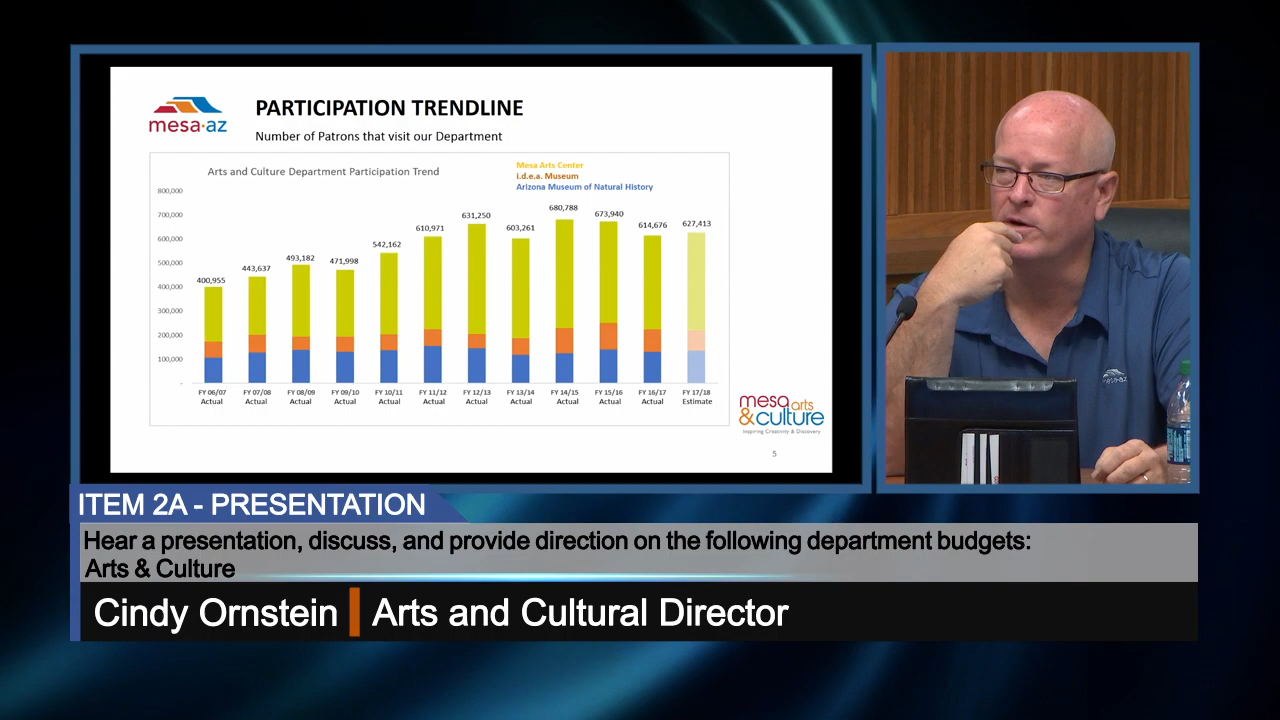 mesa·az
PARTICIPATION TRENDLINE
Number of Patrons that visit our Department
Arts and Culture Department Participation Trend
Mesa Arts Center
i.d.e.a. Museum
Arizona Museum of Natural History
800,000
700,000
600,000
500,000
400,000
300,000
200,000
100,000
-
400,955
443,637
493,182
471,998
542,162
610,971
631,250
603,261
680,788
673,940
614,676
627,413
FY 06/07 Actual
FY 07/08 Actual
FY 08/09 Actual
FY 09/10 Actual
FY 10/11 Actual
FY 11/12 Actual
FY 12/13 Actual
FY 13/14 Actual
FY 14/15 Actual
FY 15/16 Actual
FY 16/17 Actual
FY 17/18 Estimate
mesa arts
&culture
Inspiring Creativity & Discovery
5
mesa·az
ITEM 2A - PRESENTATION
Hear a presentation, discuss, and provide direction on the following department budgets:
Arts & Culture
Cindy Ornstein | Arts and Cultural Director